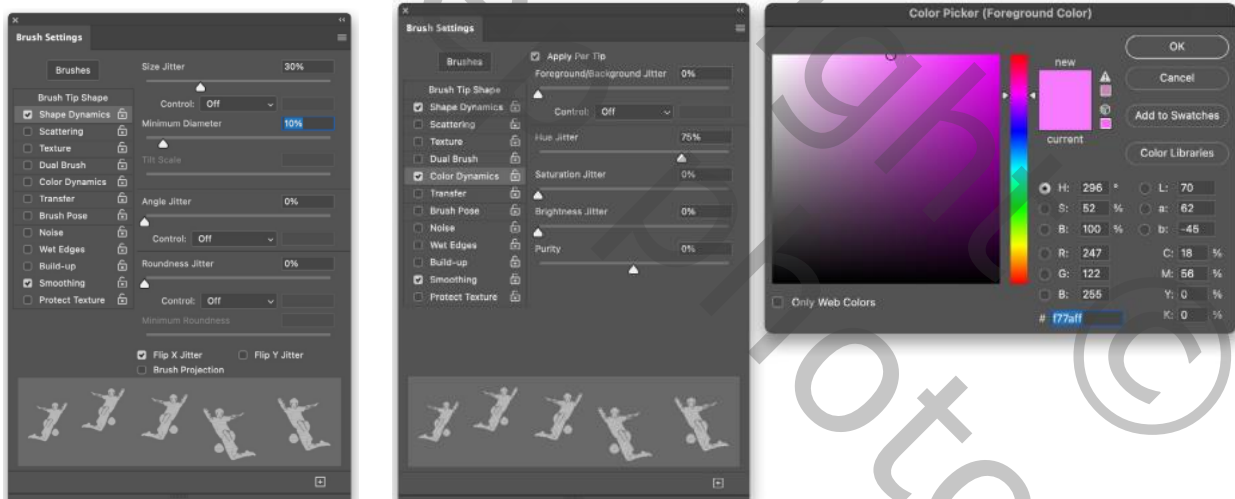 Brush Settings
Brushes
Brush Tip Shape
Shape Dynamics
Scattering
Texture
Dual Brush
Color Dynamics
Transfer
Brush Pose
Noise
Wet Edges
Build-up
Smoothing
Protect Texture
Size Jitter 30%
Control: Off
Minimum Diameter 10%
Tilt Scale
Angle Jitter 0%
Control: Off
Roundness Jitter 0%
Control: Off
Minimum Roundness
Flip X Jitter Flip Y Jitter
Brush Projection
Brush Settings
Brushes
Brush Tip Shape
Shape Dynamics
Scattering
Texture
Dual Brush
Color Dynamics
Transfer
Brush Pose
Noise
Wet Edges
Build-up
Smoothing
Protect Texture
Apply Per Tip
Foreground/Background Jitter 0%
Control: Off
Hue Jitter 75%
Saturation Jitter 0%
Brightness Jitter 0%
Purity 0%
Color Picker (Foreground Color)
new
current
OK
Cancel
Add to Swatches
Color Libraries
H: 296 ° L: 70
S: 52 % a: 62
B: 100 % b: -45
R: 247 C: 18 %
G: 122 M: 56 %
B: 255 Y: 0 %
# f77aff K: 0 %
Only Web Colors